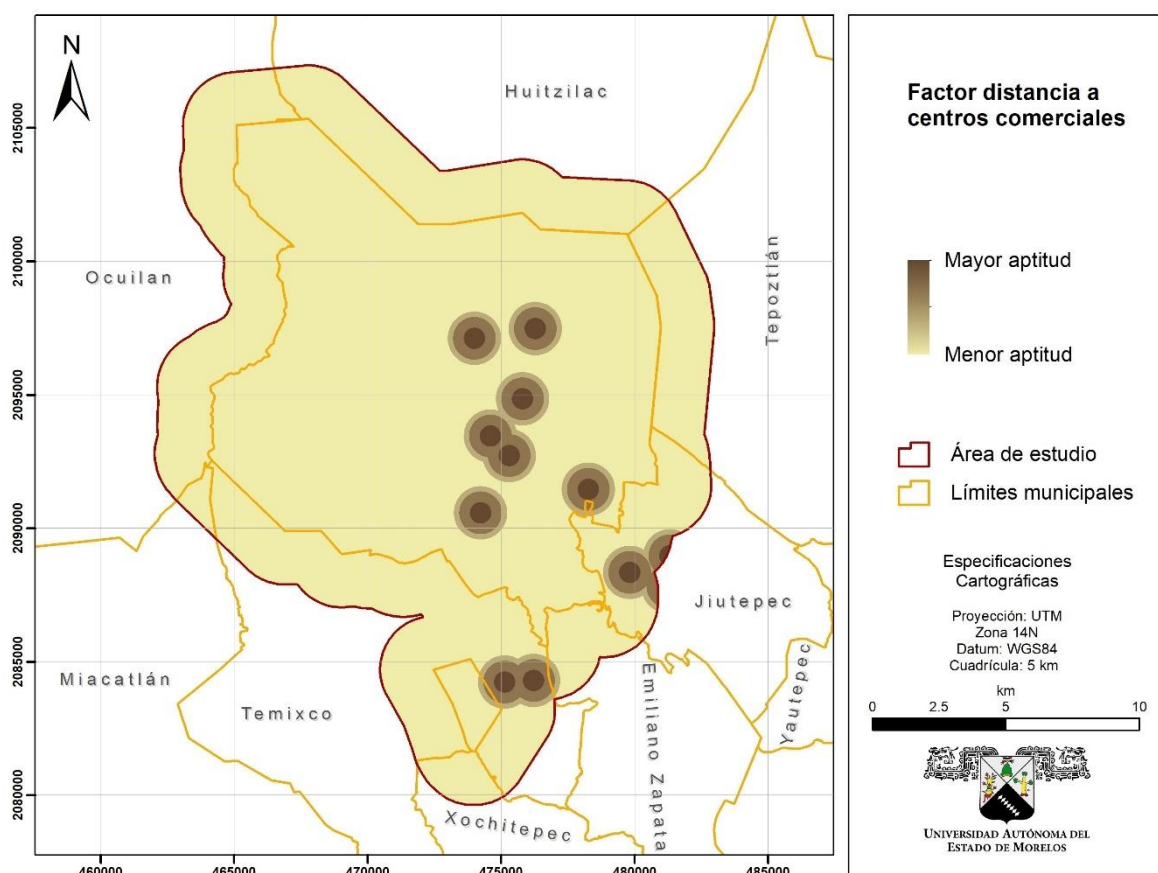 N
Huitzilac
Ocuilan
Tepoztlán
Jiutepec
Miacatlán
Temixco
Emiliano Zapata
Yautepec
Xochitepec
2105000
2100000
2095000
2090000
2085000
2080000
460000
465000
470000
475000
480000
485000
Factor distancia a
centros comerciales
Mayor aptitud
Menor aptitud
Área de estudio
Límites municipales
Especificaciones
Cartográficas
Proyección: UTM
Zona 14N
Datum: WGS84
Cuadrícula: 5 km
km
0 2.5 5 10
UNIVERSIDAD AUTÓNOMA DEL
ESTADO DE MORELOS